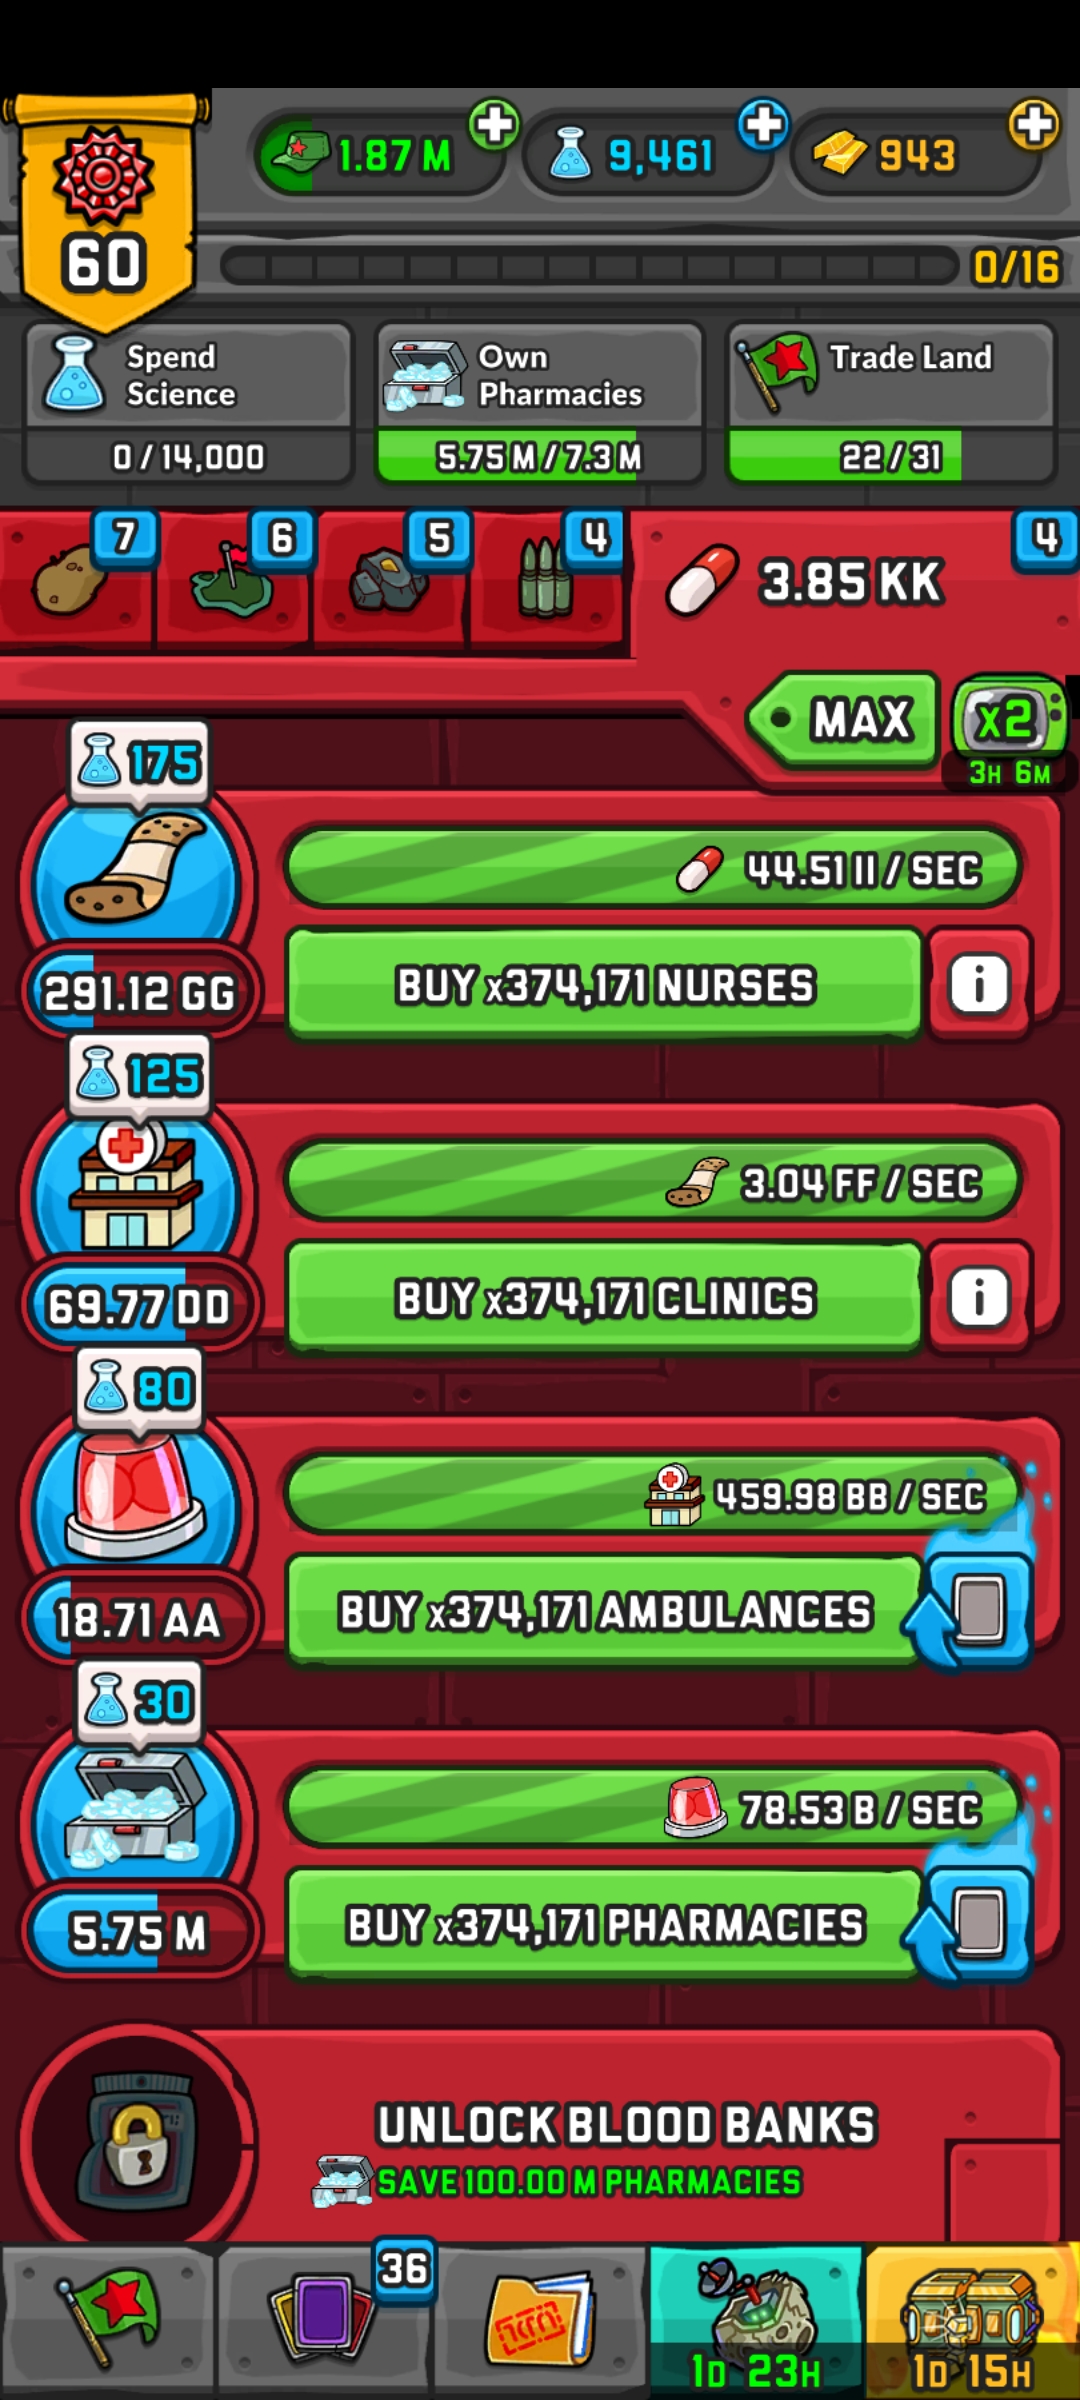 1.87 M
9,461
943
60
0/16
Spend
Science
0 / 14,000
Own
Pharmacies
5.75 M / 7.3 M
Trade Land
22 / 31
7
6
5
4
3.85 KK
4
MAX
x2
3H 6M
175
44.51 II / SEC
291.12 GG
BUY x374,171 NURSES
i
125
3.04 FF / SEC
69.77 DD
BUY x374,171 CLINICS
i
80
459.98 BB / SEC
18.71 AA
BUY x374,171 AMBULANCES
30
78.53 B / SEC
5.75 M
BUY x374,171 PHARMACIES
UNLOCK BLOOD BANKS
SAVE 100.00 M PHARMACIES
36
1D 23H
1D 15H